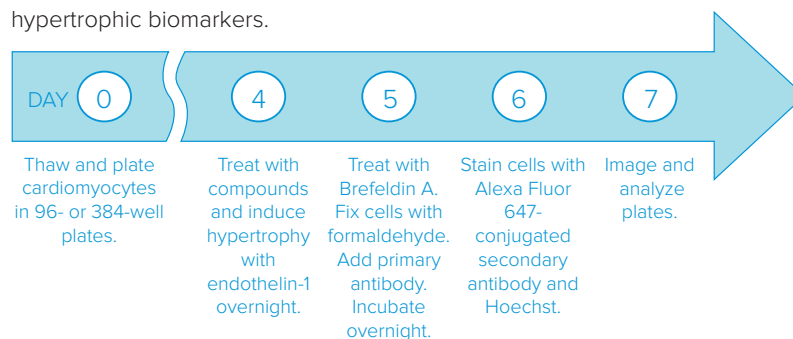 hypertrophic biomarkers.
DAY 0 4 5 6 7
Thaw and plate
cardiomyocytes
in 96- or 384-well
plates.
Treat with
compounds
and induce
hypertrophy
with
endothelin-1
overnight.
Treat with
Brefeldin A.
Fix cells with
formaldehyde.
Add primary
antibody.
Incubate
overnight.
Stain cells with
Alexa Fluor
647-
conjugated
secondary
antibody and
Hoechst.
Image and
analyze
plates.